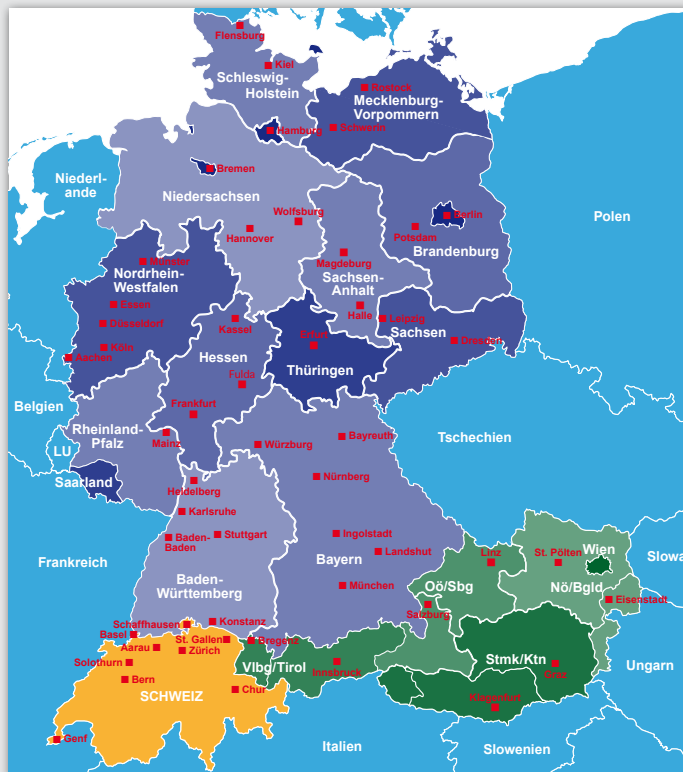 Flensburg
Kiel
Schleswig-
Holstein
Rostock
Mecklenburg-
Vorpommern
Hamburg
Schwerin
Bremen
Niederl-
ande
Niedersachsen
Wolfsburg
Hannover
Berlin
Potsdam
Brandenburg
Polen
Münster
Nordrhein-
Westfalen
Magdeburg
Sachsen-
Anhalt
Essen
Düsseldorf
Köln
Aachen
Kassel
Hessen
Fulda
Halle
Leipzig
Sachsen
Dresden
Erfurt
Thüringen
Belgien
Frankfurt
Rheinland-
Pfalz
Mainz
LU
Saarland
Würzburg
Bayreuth
Tschechien
Nürnberg
Heidelberg
Karlsruhe
Baden-
Baden
Stuttgart
Ingolstadt
Landshut
Bayern
München
Frankreich
Baden-
Württemberg
Linz
St. Pölten
Wien
Slowa
Oö/Sbg
Nö/Bgld
Eisenstadt
Salzburg
Schaffhausen
Konstanz
Basel
St. Gallen
Bregenz
Aarau
Zürich
Solothurn
Vlbg/Tirol
Innsbruck
Stmk/Ktn
Graz
Ungarn
Bern
SCHWEIZ
Chur
Klagenfurt
Genf
Italien
Slowenien